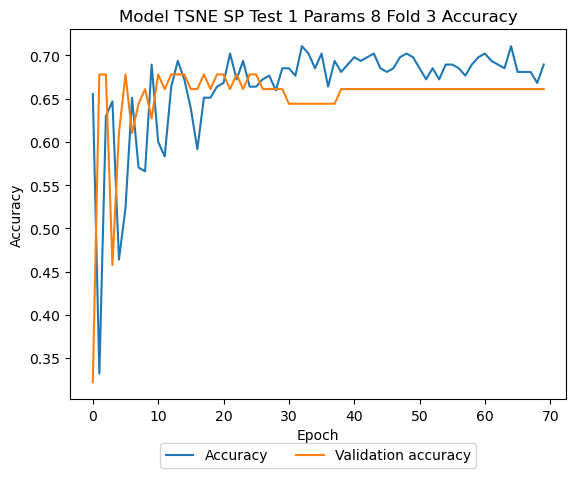 Model TSNE SP Test 1 Params 8 Fold 3 Accuracy
0.70
0.65
0.60
0.55
0.50
0.45
0.40
0.35
Accuracy
0 10 20 30 40 50 60 70
Epoch
Accuracy Validation accuracy